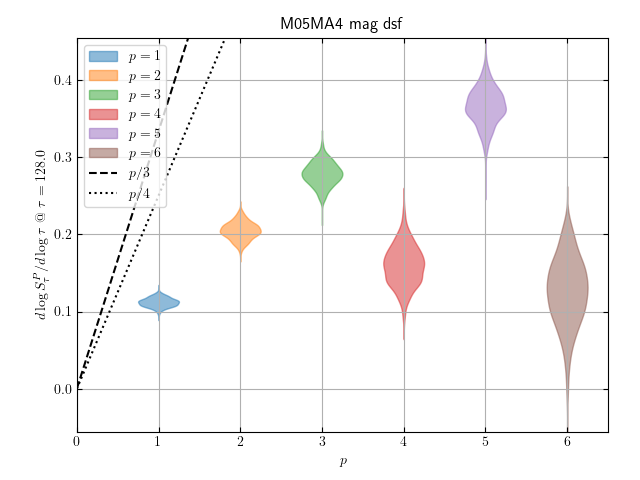 M05MA4 mag dsf
p = 1
p = 2
p = 3
p = 4
p = 5
p = 6
p/3
p/4
d log S_τ^P / d log τ @ τ = 128.0
0.4
0.3
0.2
0.1
0.0
0 1 2 3 4 5 6
p